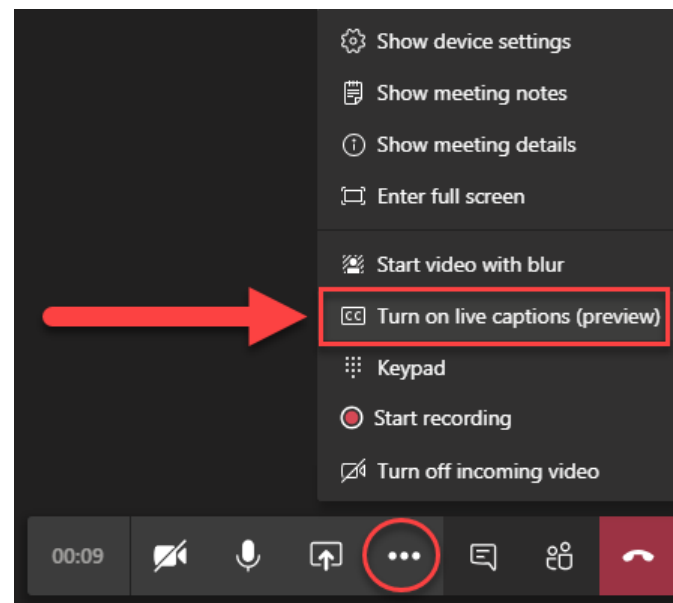 Show device settings
Show meeting notes
Show meeting details
Enter full screen
Start video with blur
CC Turn on live captions (preview)
Keypad
Start recording
Turn off incoming video
00:09